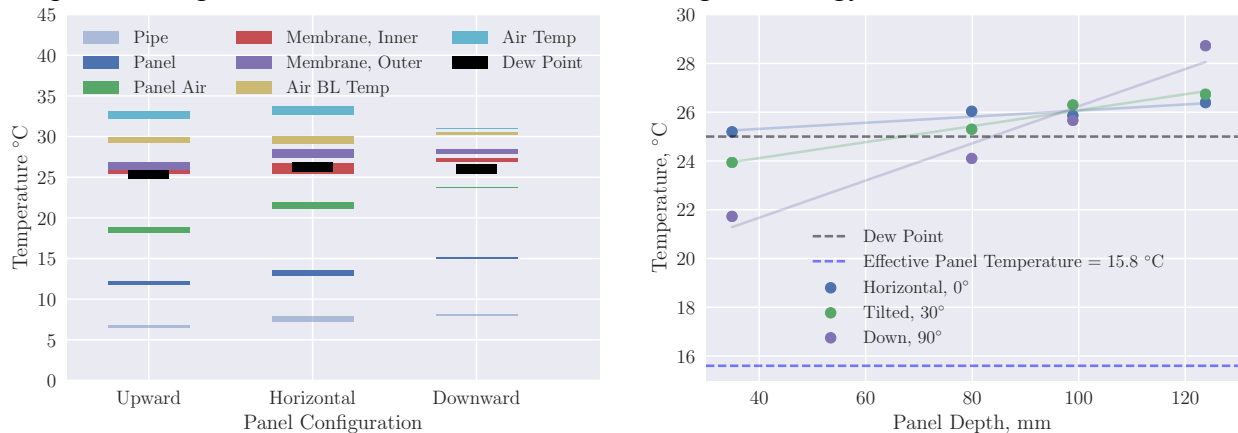 45
40
35
30
25
20
15
10
5
0
Temperature °C
Pipe
Panel
Panel Air
Membrane, Inner
Membrane, Outer
Air BL Temp
Air Temp
Dew Point
Upward
Horizontal
Downward
Panel Configuration
30
28
26
24
22
20
18
16
Temperature, °C
Dew Point
Effective Panel Temperature = 15.8 °C
Horizontal, 0°
Tilted, 30°
Down, 90°
40
60
80
100
120
Panel Depth, mm